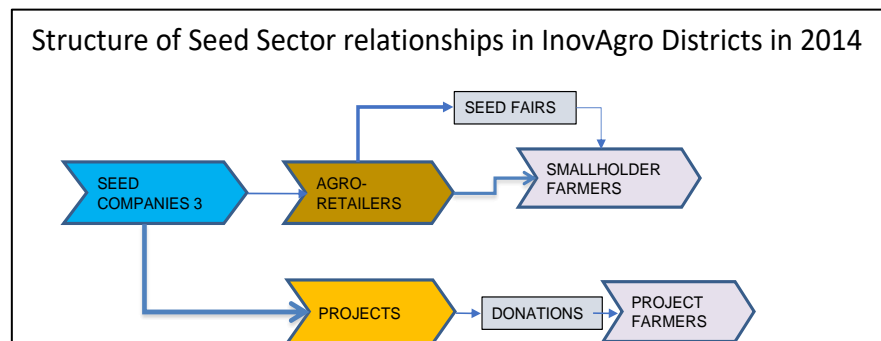 Structure of Seed Sector relationships in InovAgro Districts in 2014
SEED FAIRS
SEED
COMPANIES 3
AGRO-
RETAILERS
SMALLHOLDER
FARMERS
PROJECTS
DONATIONS
PROJECT
FARMERS